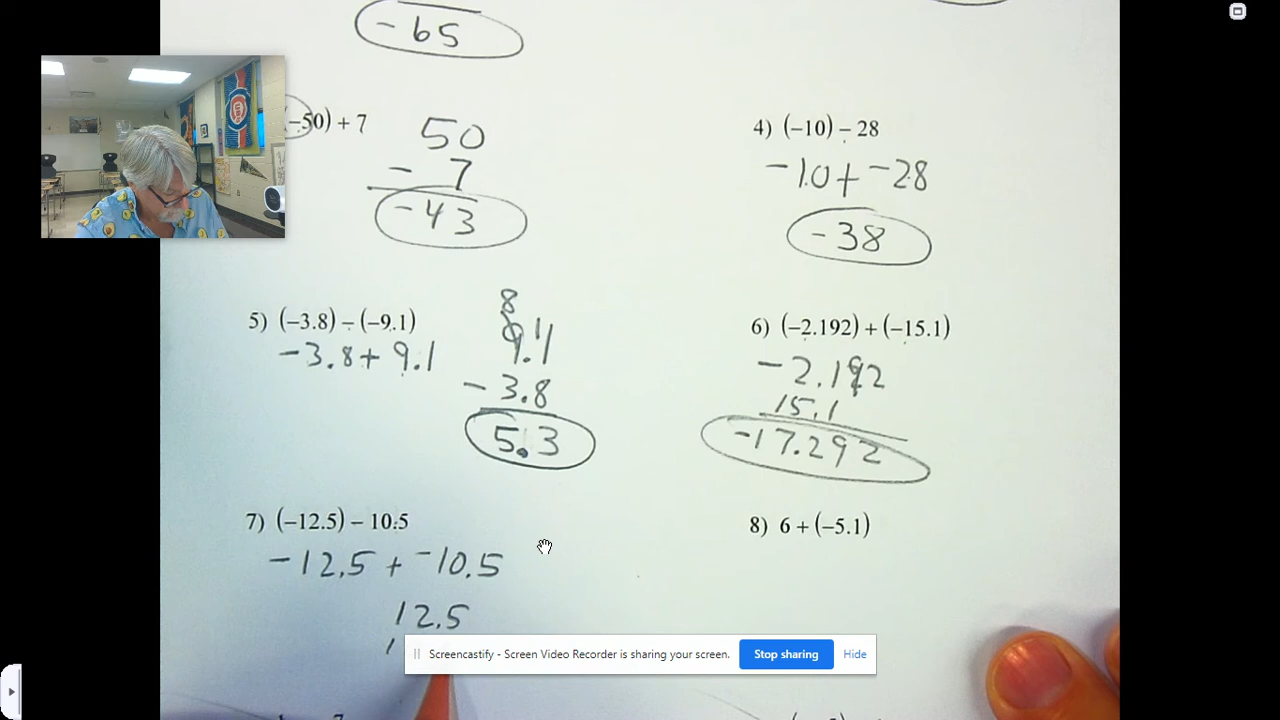 -65
-50) + 7
50
- 7
-43
4) (-10) - 28
-10 + -28
-38
5) (-3.8) - (-9.1)
-3.8 + 9.1
8
9.1
- 3.8
5.3
6) (-2.192) + (-15.1)
-2.192
15.1
-17.292
7) (-12.5) - 10.5
-12.5 + -10.5
12.5
8) 6 + (-5.1)
Screencastify - Screen Video Recorder is sharing your screen.
Stop sharing
Hide